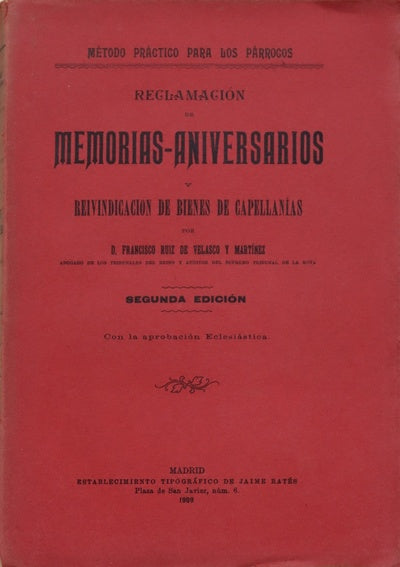 MÉTODO PRÁCTICO PARA LOS PÁRROCOS
RECLAMACIÓN
DE
MEMORIAS-ANIVERSARIOS
Y
REIVINDICACION DE BIENES DE CAPELLANÍAS
POR
D. FRANCISCO RUIZ DE VELASCO Y MARTÍNEZ
ABOGADO DE LOS TRIBUNALES DEL REINO Y AUDITOR DEL SUPREMO TRIBUNAL DE LA ROTA
SEGUNDA EDICIÓN
Con la aprobación Eclesiástica.
MADRID
ESTABLECIMIENTO TIPÓGRÁFICO DE JAIME RATÉS
Plaza de San Javier, núm. 6.